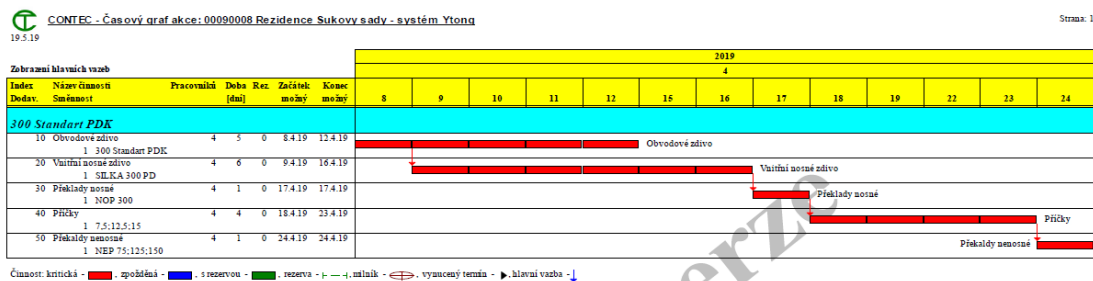 CONTEC - Časový graf akce: 00090008 Rezidence Sukovy sady - systém Ytong
Strana: 1
19.5.19
2019
Zobrazení hlavních vazeb
4
Index Název činnosti Pracovníků Doba Rez. Začátek Konec
Dodav. Směnnost [dní] možný možný 8 9 10 11 12 15 16 17 18 19 22 23 24
300 Standart PDK
10 Obvodové zdivo 4 5 0 8.4.19 12.4.19 Obvodové zdivo
1 300 Standart PDK
20 Vnitřní nosné zdivo 4 6 0 9.4.19 16.4.19 Vnitřní nosné zdivo
1 SILKA 300 PD
30 Překlady nosné 4 1 0 17.4.19 17.4.19 Překlady nosné
1 NOP 300
40 Příčky 4 4 0 18.4.19 23.4.19 Příčky
1 7,5;12,5;15
50 Překaldy nenosné 4 1 0 24.4.19 24.4.19 Překaldy nenosné
1 NEP 75;125;150
Činnost: kritická - , zpožděná - , s rezervou - , rezerva - , milník - , vynucený termín - , hlavní vazba -
erze